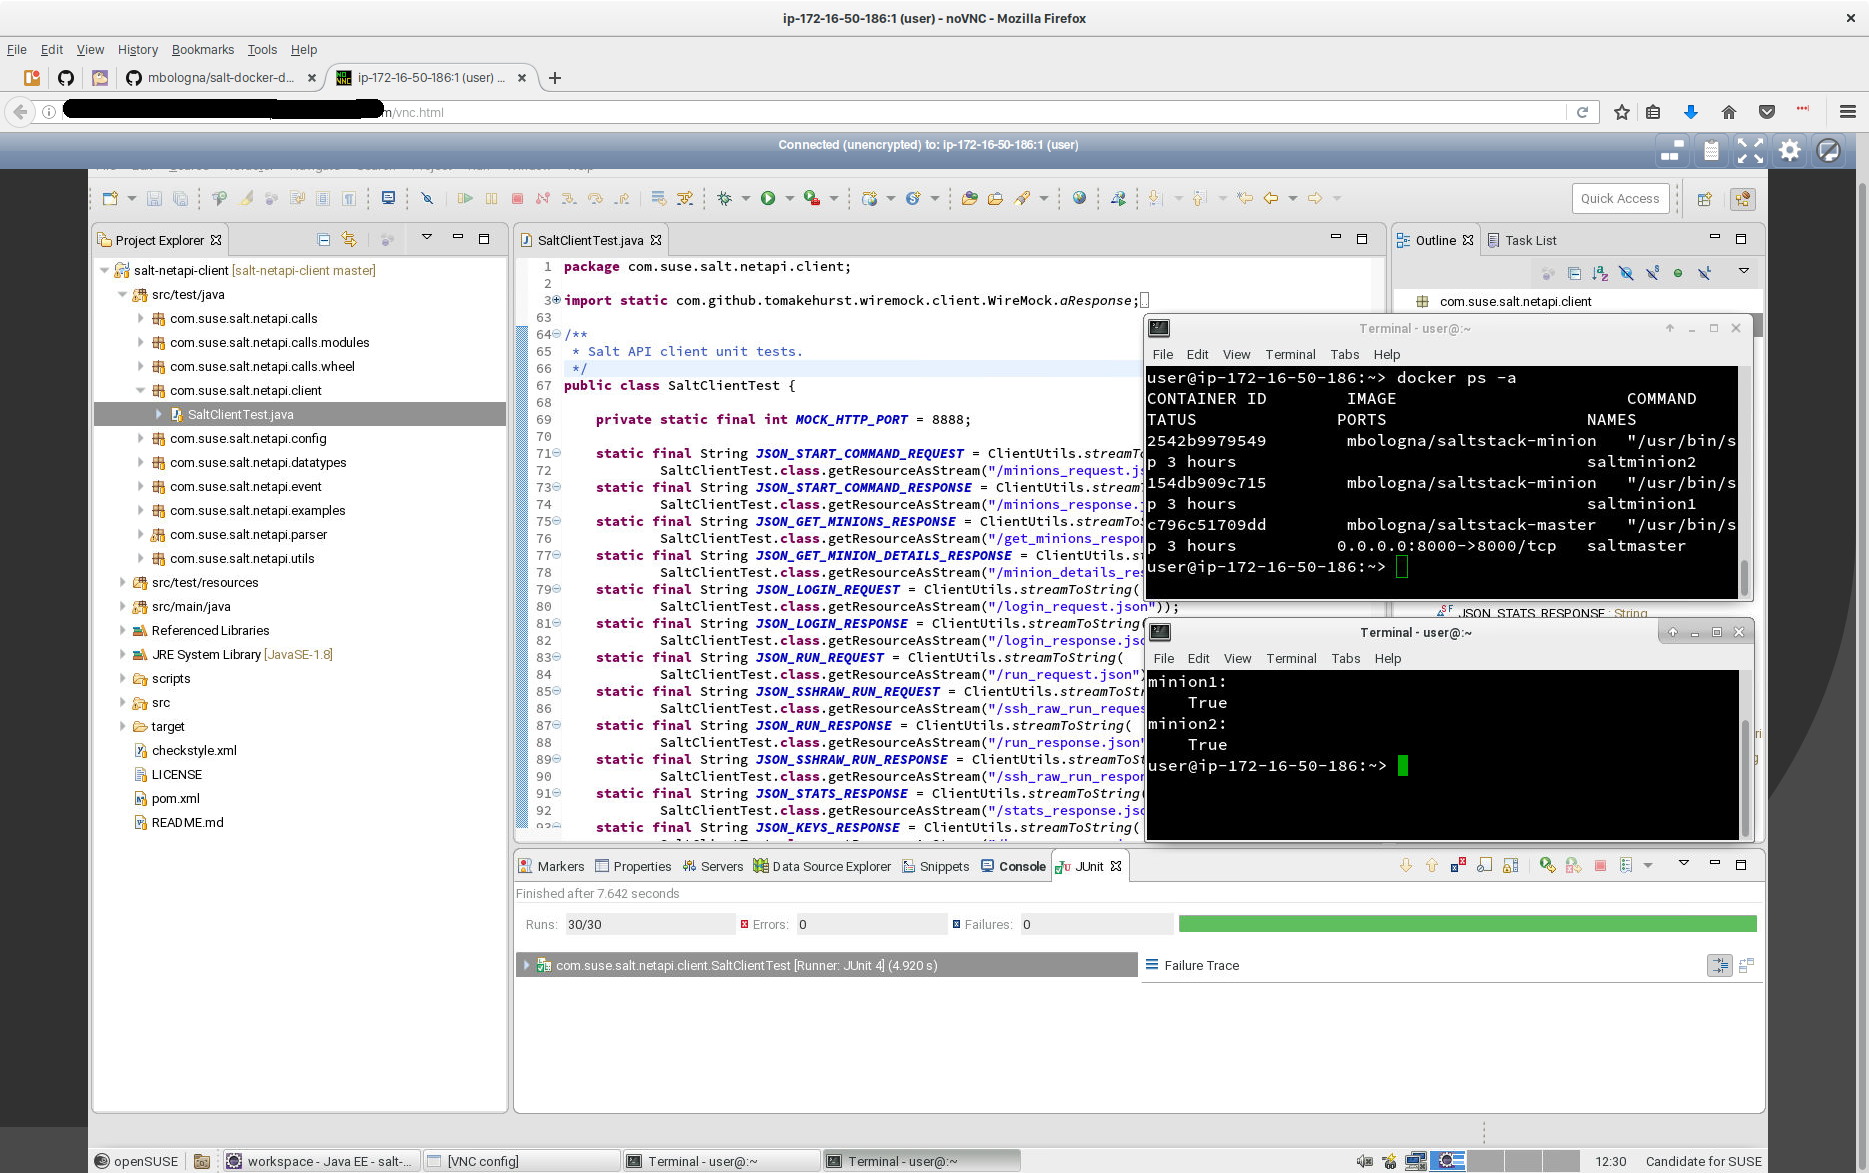 ip-172-16-50-186:1 (user) - noVNC - Mozilla Firefox
File Edit View History Bookmarks Tools Help
mbologna/salt-docker-d... ip-172-16-50-186:1 (user) ...
m/vnc.html
Connected (unencrypted) to: ip-172-16-50-186:1 (user)
Quick Access
Project Explorer
salt-netapi-client [salt-netapi-client master]
src/test/java
com.suse.salt.netapi.calls
com.suse.salt.netapi.calls.modules
com.suse.salt.netapi.calls.wheel
com.suse.salt.netapi.client
SaltClientTest.java
com.suse.salt.netapi.config
com.suse.salt.netapi.datatypes
com.suse.salt.netapi.event
com.suse.salt.netapi.examples
com.suse.salt.netapi.parser
com.suse.salt.netapi.utils
src/test/resources
src/main/java
Referenced Libraries
JRE System Library [JavaSE-1.8]
scripts
src
target
checkstyle.xml
LICENSE
pom.xml
README.md
SaltClientTest.java
1 package com.suse.salt.netapi.client;
2
3 import static com.github.tomakehurst.wiremock.client.WireMock.aResponse;
63
64 /**
65 * Salt API client unit tests.
66 */
67 public class SaltClientTest {
68
69 private static final int MOCK_HTTP_PORT = 8888;
70
71 static final String JSON_START_COMMAND_REQUEST = ClientUtils.streamTo
72 SaltClientTest.class.getResourceAsStream("/minions_request.js
73 static final String JSON_START_COMMAND_RESPONSE = ClientUtils.stream
74 SaltClientTest.class.getResourceAsStream("/minions_response.j
75 static final String JSON_GET_MINIONS_RESPONSE = ClientUtils.streamToS
76 SaltClientTest.class.getResourceAsStream("/get_minions_respon
77 static final String JSON_GET_MINION_DETAILS_RESPONSE = ClientUtils.st
78 SaltClientTest.class.getResourceAsStream("/minion_details_res
79 static final String JSON_LOGIN_REQUEST = ClientUtils.streamToString(
80 SaltClientTest.class.getResourceAsStream("/login_request.json"));
81 static final String JSON_LOGIN_RESPONSE = ClientUtils.streamToString(
82 SaltClientTest.class.getResourceAsStream("/login_response.jso
83 static final String JSON_RUN_REQUEST = ClientUtils.streamToString(
84 SaltClientTest.class.getResourceAsStream("/run_request.json")
85 static final String JSON_SSHRAW_RUN_REQUEST = ClientUtils.streamToStr
86 SaltClientTest.class.getResourceAsStream("/ssh_raw_run_reque
87 static final String JSON_RUN_RESPONSE = ClientUtils.streamToString(
88 SaltClientTest.class.getResourceAsStream("/run_response.json"
89 static final String JSON_SSHRAW_RUN_RESPONSE = ClientUtils.streamToSt
90 SaltClientTest.class.getResourceAsStream("/ssh_raw_run_respon
91 static final String JSON_STATS_RESPONSE = ClientUtils.streamToString(
92 SaltClientTest.class.getResourceAsStream("/stats_response.jso
93 static final String JSON_KEYS_RESPONSE = ClientUtils.streamToString(
Outline Task List
com.suse.salt.netapi.client
Terminal - user@:~
File Edit View Terminal Tabs Help
user@ip-172-16-50-186:~> docker ps -a
CONTAINER ID IMAGE COMMAND
TATUS PORTS NAMES
2542b9979549 mbologna/saltstack-minion "/usr/bin/s
p 3 hours saltminion2
154db909c715 mbologna/saltstack-minion "/usr/bin/s
p 3 hours saltminion1
c796c51709dd mbologna/saltstack-master "/usr/bin/s
p 3 hours 0.0.0.0:8000->8000/tcp saltmaster
user@ip-172-16-50-186:~>
JSON_STATS_RESPONSE : String
Terminal - user@:~
File Edit View Terminal Tabs Help
minion1:
True
minion2:
True
user@ip-172-16-50-186:~>
Markers Properties Servers Data Source Explorer Snippets Console JUnit
Finished after 7.642 seconds
Runs: 30/30 Errors: 0 Failures: 0
com.suse.salt.netapi.client.SaltClientTest [Runner: JUnit 4] (4.920 s)
Failure Trace
openSUSE workspace - Java EE - salt-... [VNC config] Terminal - user@:~ Terminal - user@:~ 12:30 Candidate for SUSE